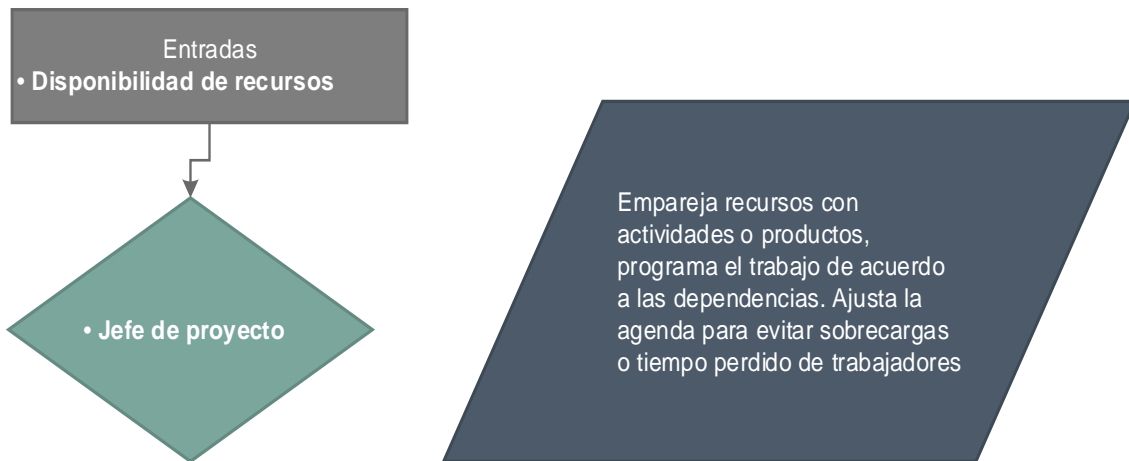 Entradas
• Disponibilidad de recursos
• Jefe de proyecto
Empareja recursos con
actividades o productos,
programa el trabajo de acuerdo
a las dependencias. Ajusta la
agenda para evitar sobrecargas
o tiempo perdido de trabajadores